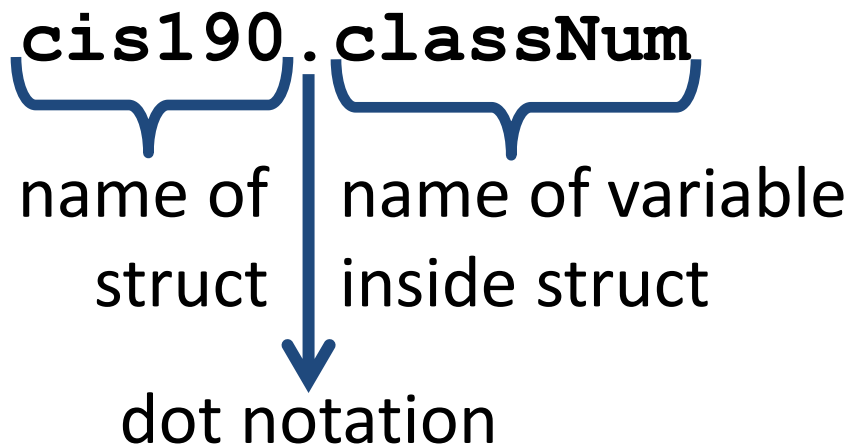 cis190.classNum
name of name of variable
struct inside struct
dot notation